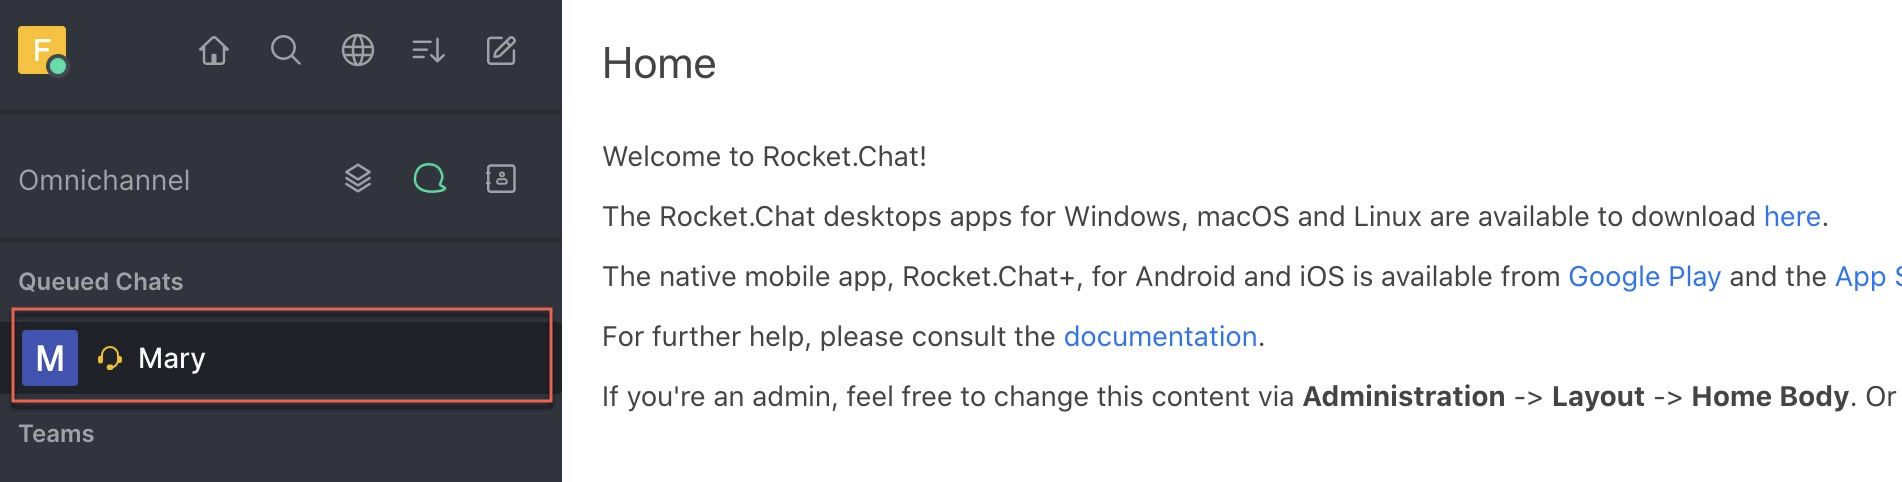 F
Omnichannel
Queued Chats
M Mary
Teams
Home
Welcome to Rocket.Chat!
The Rocket.Chat desktops apps for Windows, macOS and Linux are available to download here.
The native mobile app, Rocket.Chat+, for Android and iOS is available from Google Play and the App S
For further help, please consult the documentation.
If you're an admin, feel free to change this content via Administration -> Layout -> Home Body. Or